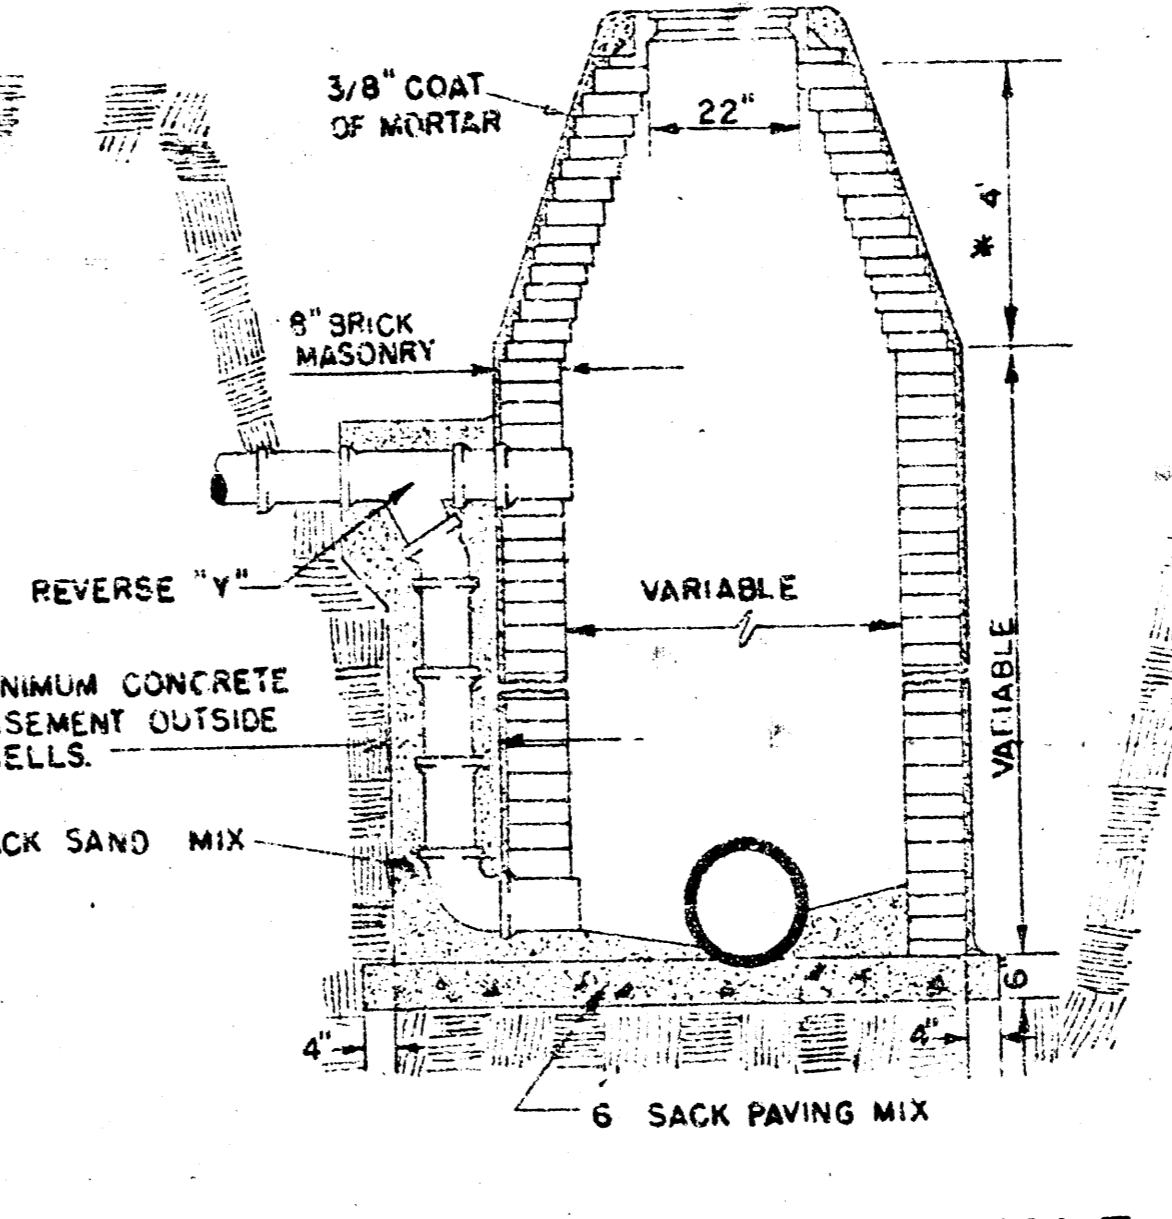 3/8" COAT
OF MORTAR
22"
* 4'
8" BRICK
MASONRY
REVERSE "Y"
VARIABLE
VARIABLE
NIMUM CONCRETE
SEMENT OUTSIDE
ELLS.
CK SAND MIX
6"
4"
4"
6 SACK PAVING MIX